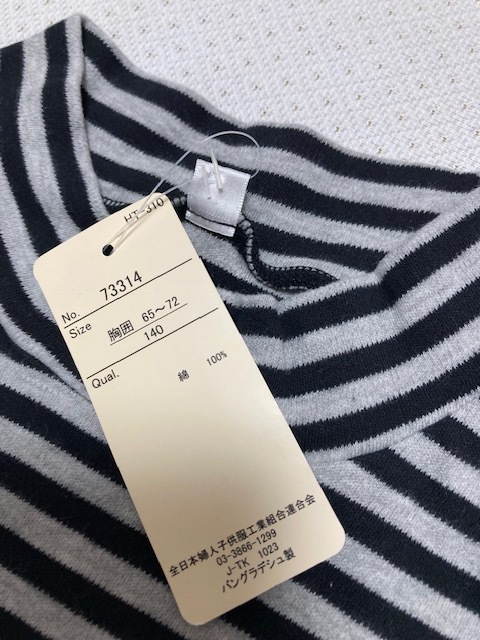 HT-310
No. 73314
Size 胸囲 65～72
140
Qual. 綿 100%
全日本婦人子供服工業組合連合会
03-3866-1299
J-TK 1023
バングラデシュ製